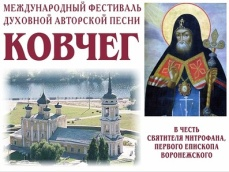 МЕЖДУНАРОДНЫЙ ФЕСТИВАЛЬ
ДУХОВНОЙ АВТОРСКОЙ ПЕСНИ
КОВЧЕГ
В ЧЕСТЬ
СВЯТИТЕЛЯ МИТРОФАНА,
ПЕРВОГО ЕПИСКОПА
ВОРОНЕЖСКОГО